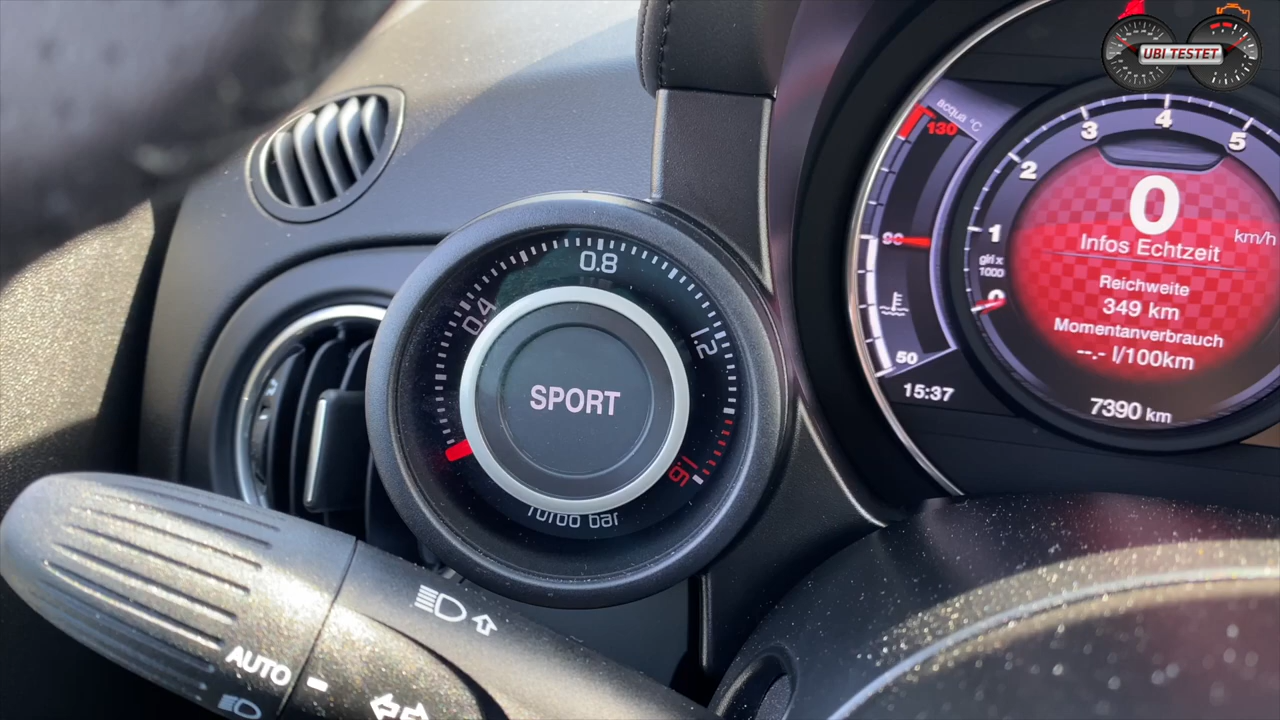 UBI TESTET
acqua °C
130
90
50
15:37
0
1
2
3
4
5
giri x
1000
0
km/h
Infos Echtzeit
Reichweite
349 km
Momentanverbrauch
--.- l/100km
7390 km
0.4
0.8
1.2
1.6
SPORT
Turbo bar
AUTO